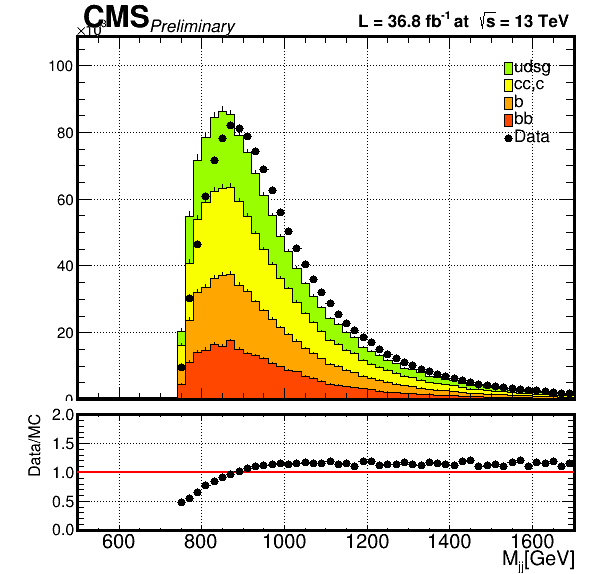 CMS Preliminary L = 36.8 fb⁻¹ at √s = 13 TeV
×10³
100
80
60
40
20
0
udsg
cc,c
b
bb
Data
Data/MC
2.0
1.5
1.0
0.5
0.0
600 800 1000 1200 1400 1600
M_jj[GeV]